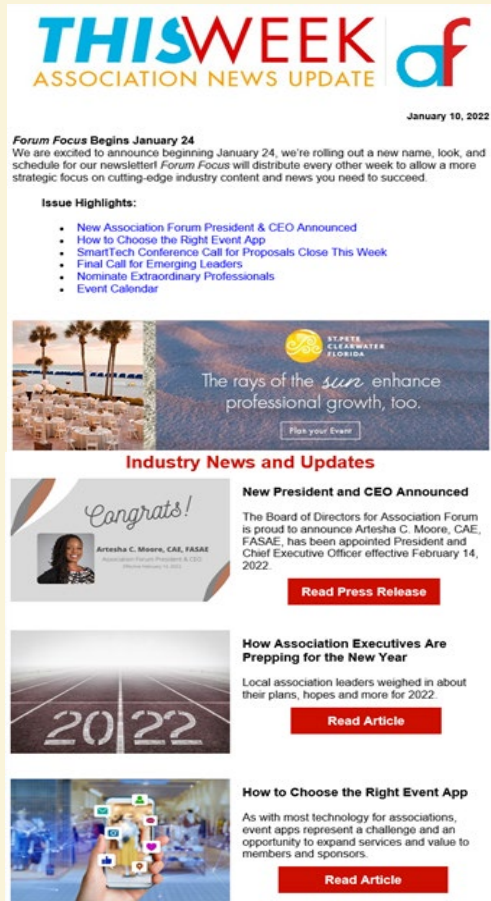 THISWEEK
ASSOCIATION NEWS UPDATE
af
January 10, 2022
Forum Focus Begins January 24
We are excited to announce beginning January 24, we're rolling out a new name, look, and
schedule for our newsletter! Forum Focus will distribute every other week to allow a more
strategic focus on cutting-edge industry content and news you need to succeed.
Issue Highlights:
• New Association Forum President & CEO Announced
• How to Choose the Right Event App
• SmartTech Conference Call for Proposals Close This Week
• Final Call for Emerging Leaders
• Nominate Extraordinary Professionals
• Event Calendar
ST. PETE
CLEARWATER
FLORIDA
The rays of the sun enhance
professional growth, too.
Plan your Event
Industry News and Updates
Congrats!
Artesha C. Moore, CAE, FASAE
Association Forum President & CEO
New President and CEO Announced
The Board of Directors for Association Forum
is proud to announce Artesha C. Moore, CAE,
FASAE, has been appointed President and
Chief Executive Officer effective February 14,
2022.
Read Press Release
2022
How Association Executives Are
Prepping for the New Year
Local association leaders weighed in about
their plans, hopes and more for 2022.
Read Article
How to Choose the Right Event App
As with most technology for associations,
event apps represent a challenge and an
opportunity to expand services and value to
members and sponsors.
Read Article